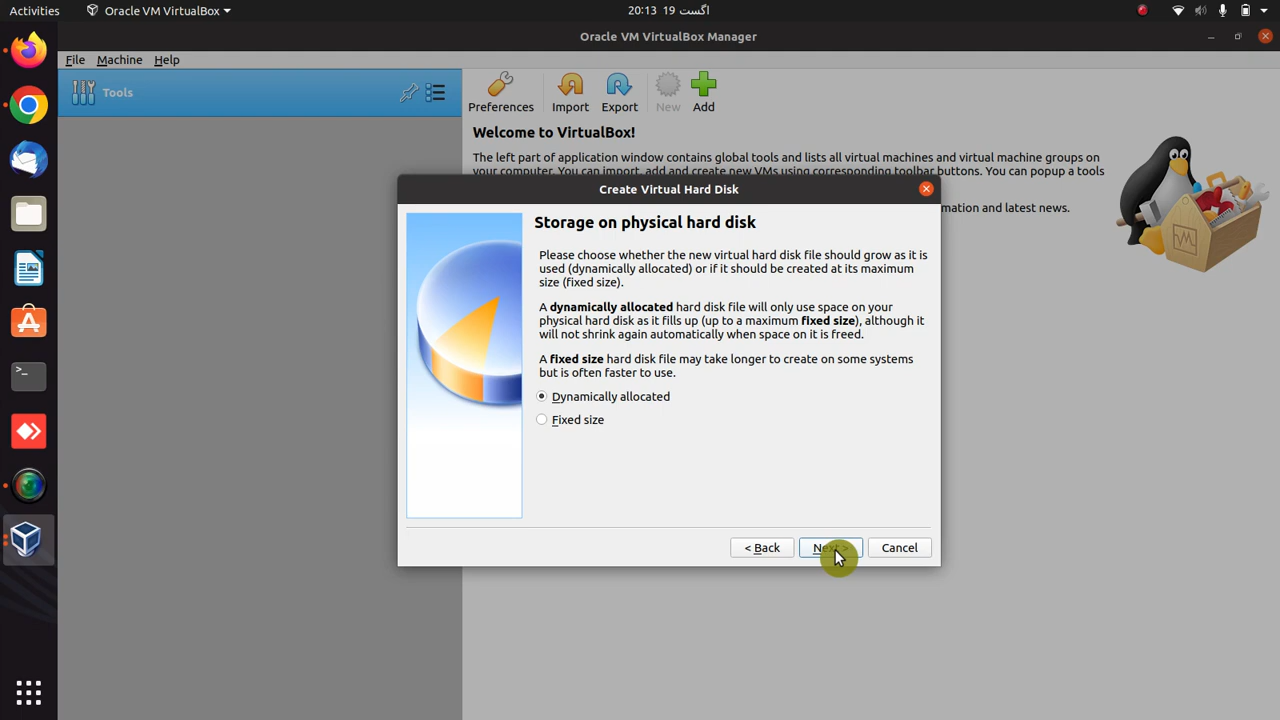 Activities
Oracle VM VirtualBox
20:13 19 اگست
Oracle VM VirtualBox Manager
File Machine Help
Tools
Preferences Import Export New Add
Welcome to VirtualBox!
The left part of application window contains global tools and lists all virtual machines and virtual machine groups on
your computer. You can import, add and create new VMs using corresponding toolbar buttons. You can popup a tools
mation and latest news.
Create Virtual Hard Disk
Storage on physical hard disk
Please choose whether the new virtual hard disk file should grow as it is
used (dynamically allocated) or if it should be created at its maximum
size (fixed size).
A dynamically allocated hard disk file will only use space on your
physical hard disk as it fills up (up to a maximum fixed size), although it
will not shrink again automatically when space on it is freed.
A fixed size hard disk file may take longer to create on some systems
but is often faster to use.
Dynamically allocated
Fixed size
< Back Next > Cancel